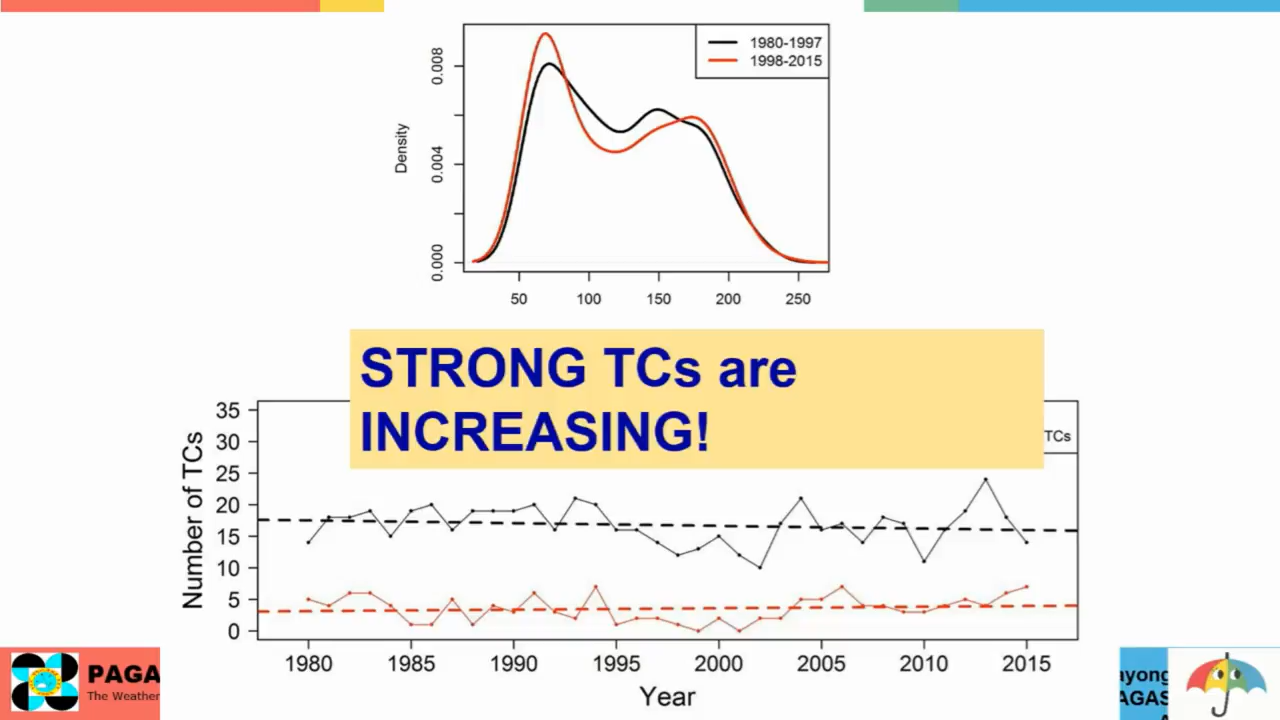 1980-1997
1998-2015
Density
0.008
0.004
0.000
50 100 150 200 250
STRONG TCs are
INCREASING!
TCs
Number of TCs
35
30
25
20
15
10
5
0
1980 1985 1990 1995 2000 2005 2010 2015
Year
PAGA
The Weather
ayong
AGAS